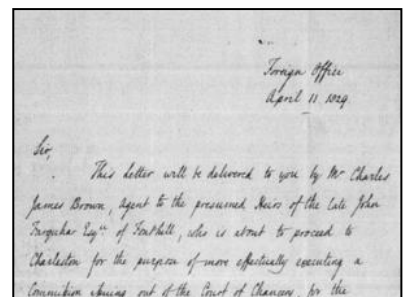 Foreign Office
April 11 1829
Sir,
This Letter will be delivered to you by Mr Charles
James Brown, Agent to the presumed Heirs of the late John
Farquhar Esqre of Fonthill, who is about to proceed to
Charleston for the purpose of more effectually executing a
Commission issuing out of the Court of Chancery, for the